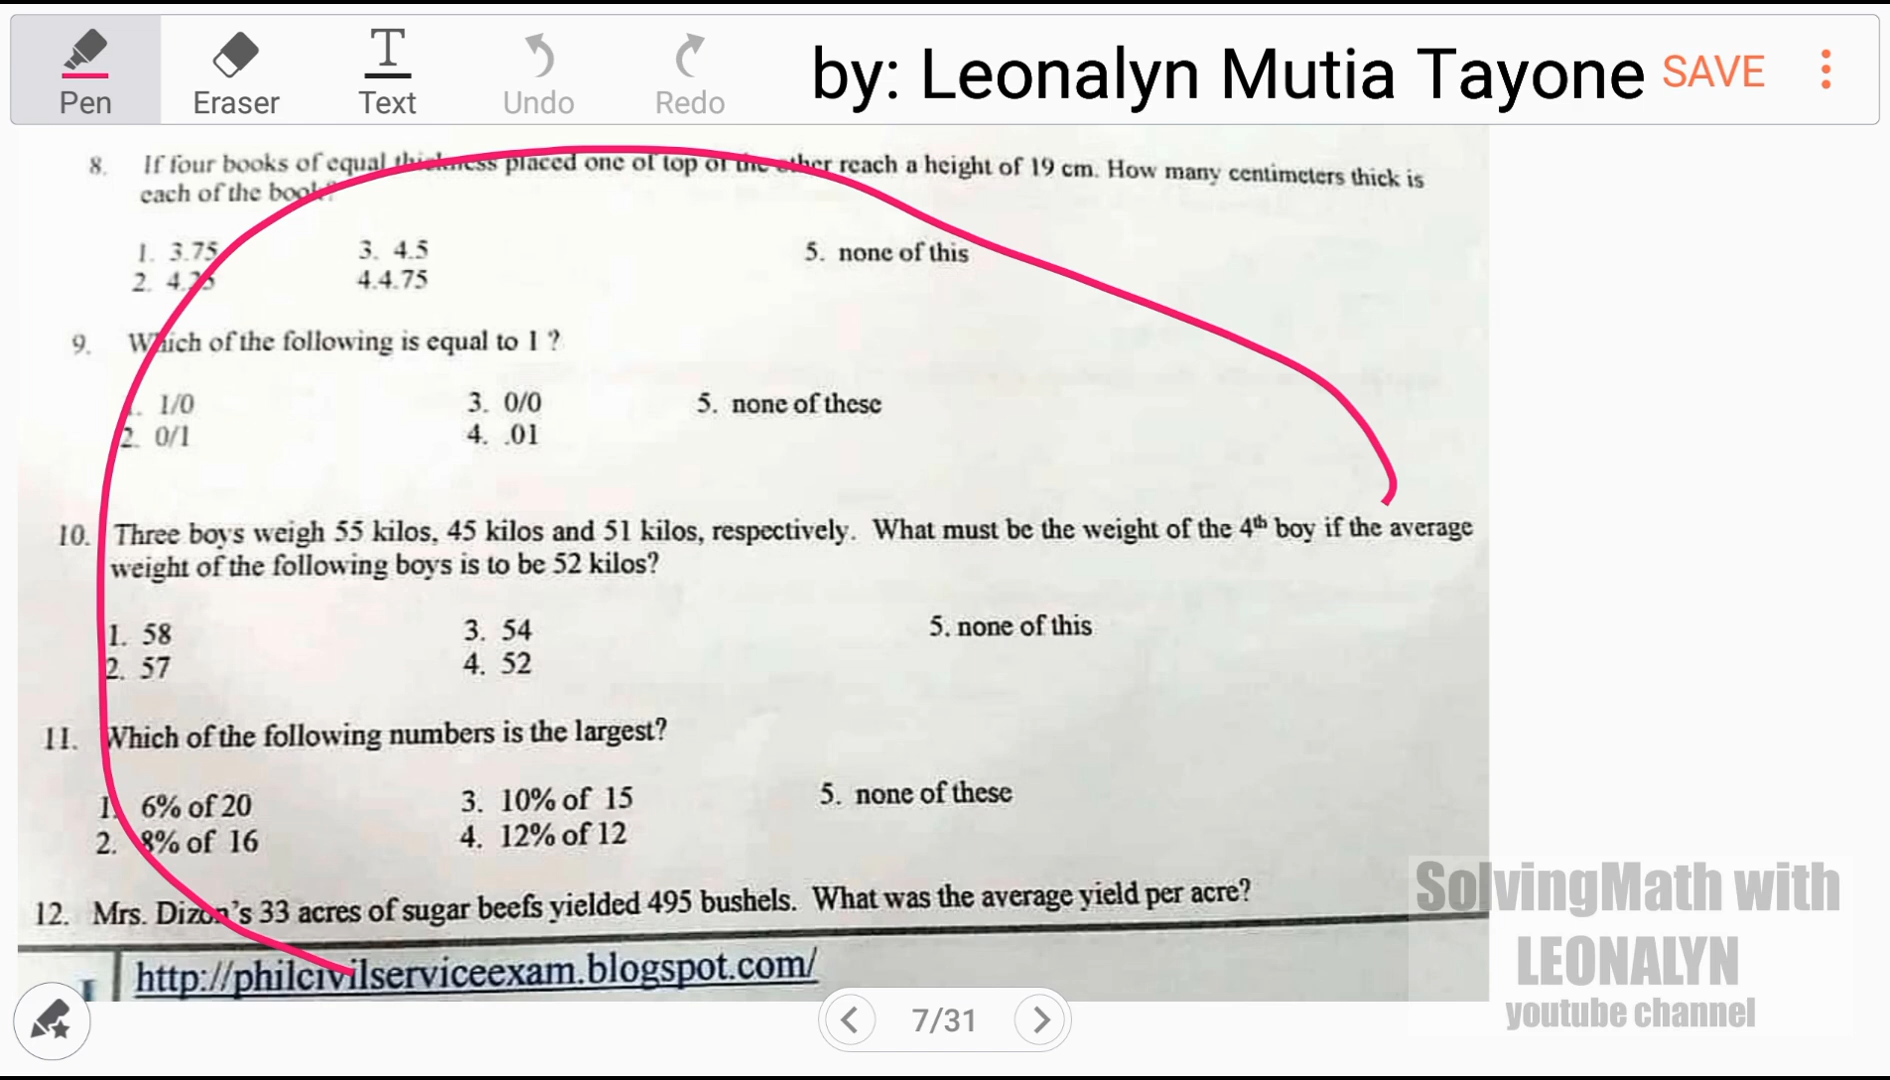 Pen
Eraser
Text
Undo
Redo
by: Leonalyn Mutia Tayone
SAVE
8. If four books of equal thickness placed one of top of the other reach a height of 19 cm. How many centimeters thick is
each of the book?
1. 3.75 3. 4.5 5. none of this
2. 4.25 4.4.75
9. Which of the following is equal to 1 ?
1. 1/0 3. 0/0 5. none of these
2. 0/1 4. .01
10. Three boys weigh 55 kilos, 45 kilos and 51 kilos, respectively. What must be the weight of the 4th boy if the average
weight of the following boys is to be 52 kilos?
1. 58 3. 54 5. none of this
2. 57 4. 52
11. Which of the following numbers is the largest?
1. 6% of 20 3. 10% of 15 5. none of these
2. 8% of 16 4. 12% of 12
12. Mrs. Dizon's 33 acres of sugar beefs yielded 495 bushels. What was the average yield per acre?
http://philcivilserviceexam.blogspot.com/
7/31
SolvingMath with
LEONALYN
youtube channel